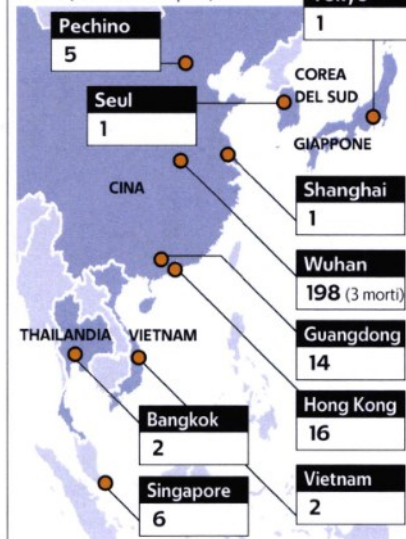 1
Pechino
5
COREA
DEL SUD
Seul
1
GIAPPONE
CINA
Shanghai
1
Wuhan
198 (3 morti)
THAILANDIA
VIETNAM
Guangdong
14
Hong Kong
16
Bangkok
2
Vietnam
2
Singapore
6